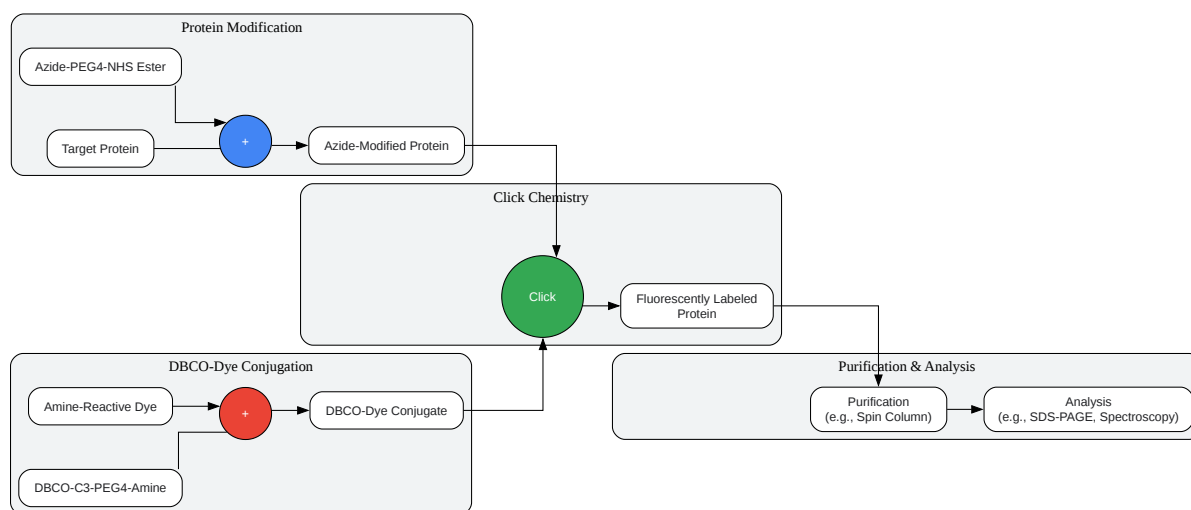 Protein Modification
Azide-PEG4-NHS Ester
Target Protein
+
Azide-Modified Protein
Click Chemistry
Click
Fluorescently Labeled
Protein
DBCO-Dye Conjugation
Amine-Reactive Dye
+
DBCO-Dye Conjugate
DBCO-C3-PEG4-Amine
Purification & Analysis
Purification
(e.g., Spin Column)
Analysis
(e.g., SDS-PAGE, Spectroscopy)